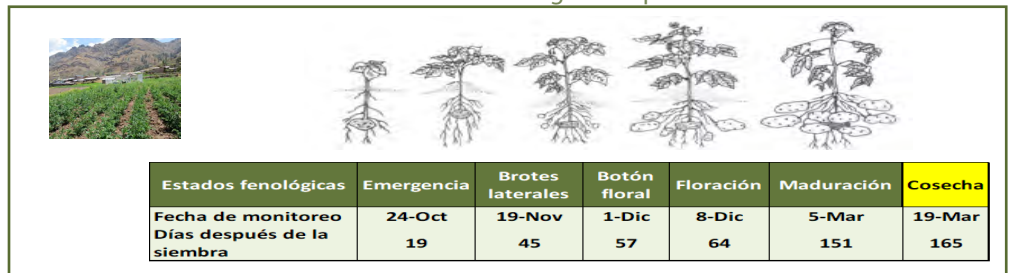 Estados fenológicas Emergencia Brotes laterales Botón floral Floración Maduración Cosecha
Fecha de monitoreo 24-Oct 19-Nov 1-Dic 8-Dic 5-Mar 19-Mar
Días después de la siembra 19 45 57 64 151 165